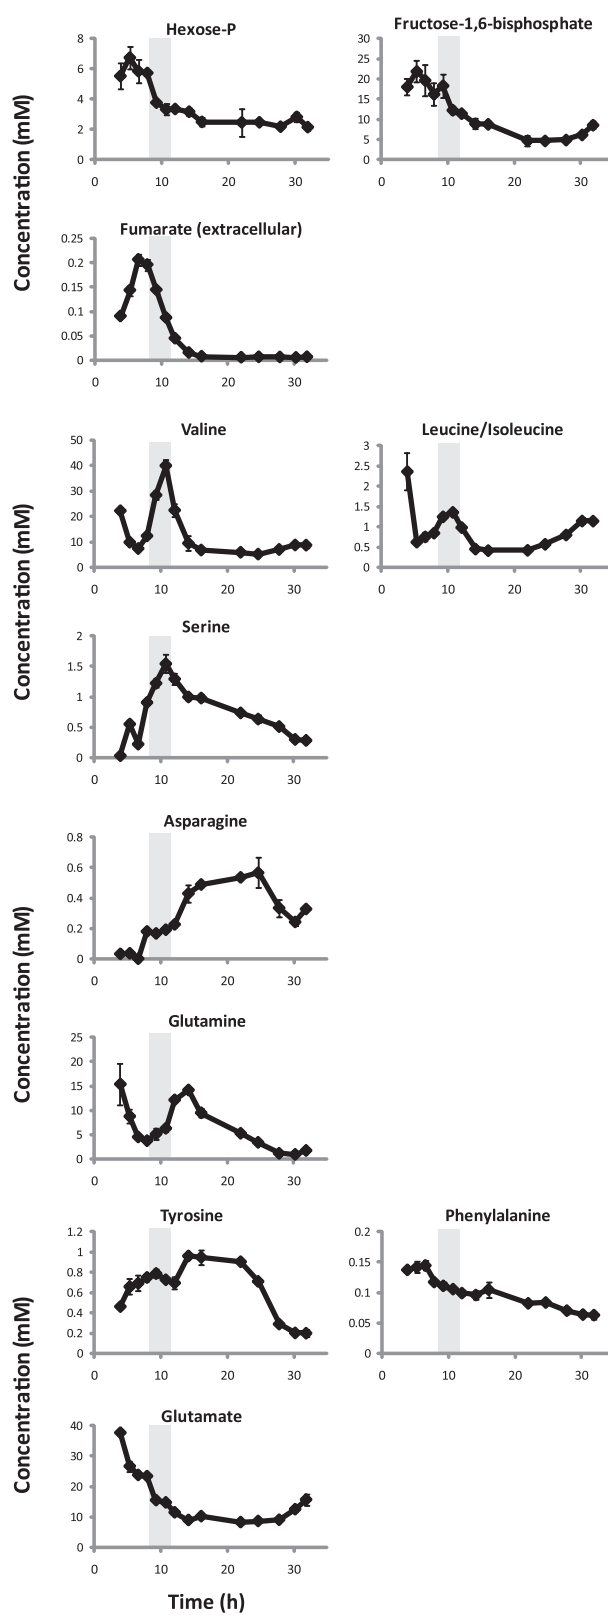 Hexose-P
Fructose-1,6-bisphosphate
Concentration (mM)
8
6
4
2
0
0 10 20 30
30
25
20
15
10
5
0
0 10 20 30
Fumarate (extracellular)
0.25
0.2
0.15
0.1
0.05
0
0 10 20 30
Valine
Leucine/Isoleucine
Concentration (mM)
50
40
30
20
10
0
0 10 20 30
3
2.5
2
1.5
1
0.5
0
0 10 20 30
Serine
2
1.5
1
0.5
0
0 10 20 30
Asparagine
Concentration (mM)
0.8
0.6
0.4
0.2
0
0 10 20 30
Glutamine
25
20
15
10
5
0
0 10 20 30
Tyrosine
Phenylalanine
Concentration (mM)
1.2
1
0.8
0.6
0.4
0.2
0
0 10 20 30
0.2
0.15
0.1
0.05
0
0 10 20 30
Glutamate
40
30
20
10
0
0 10 20 30
Time (h)